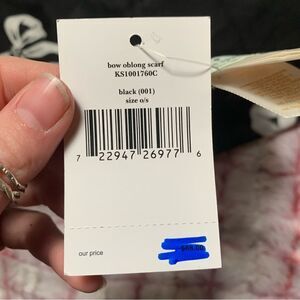 bow oblong scarf
KS1001760C
black (001)
size o/s
7 22947 26977 6
our price